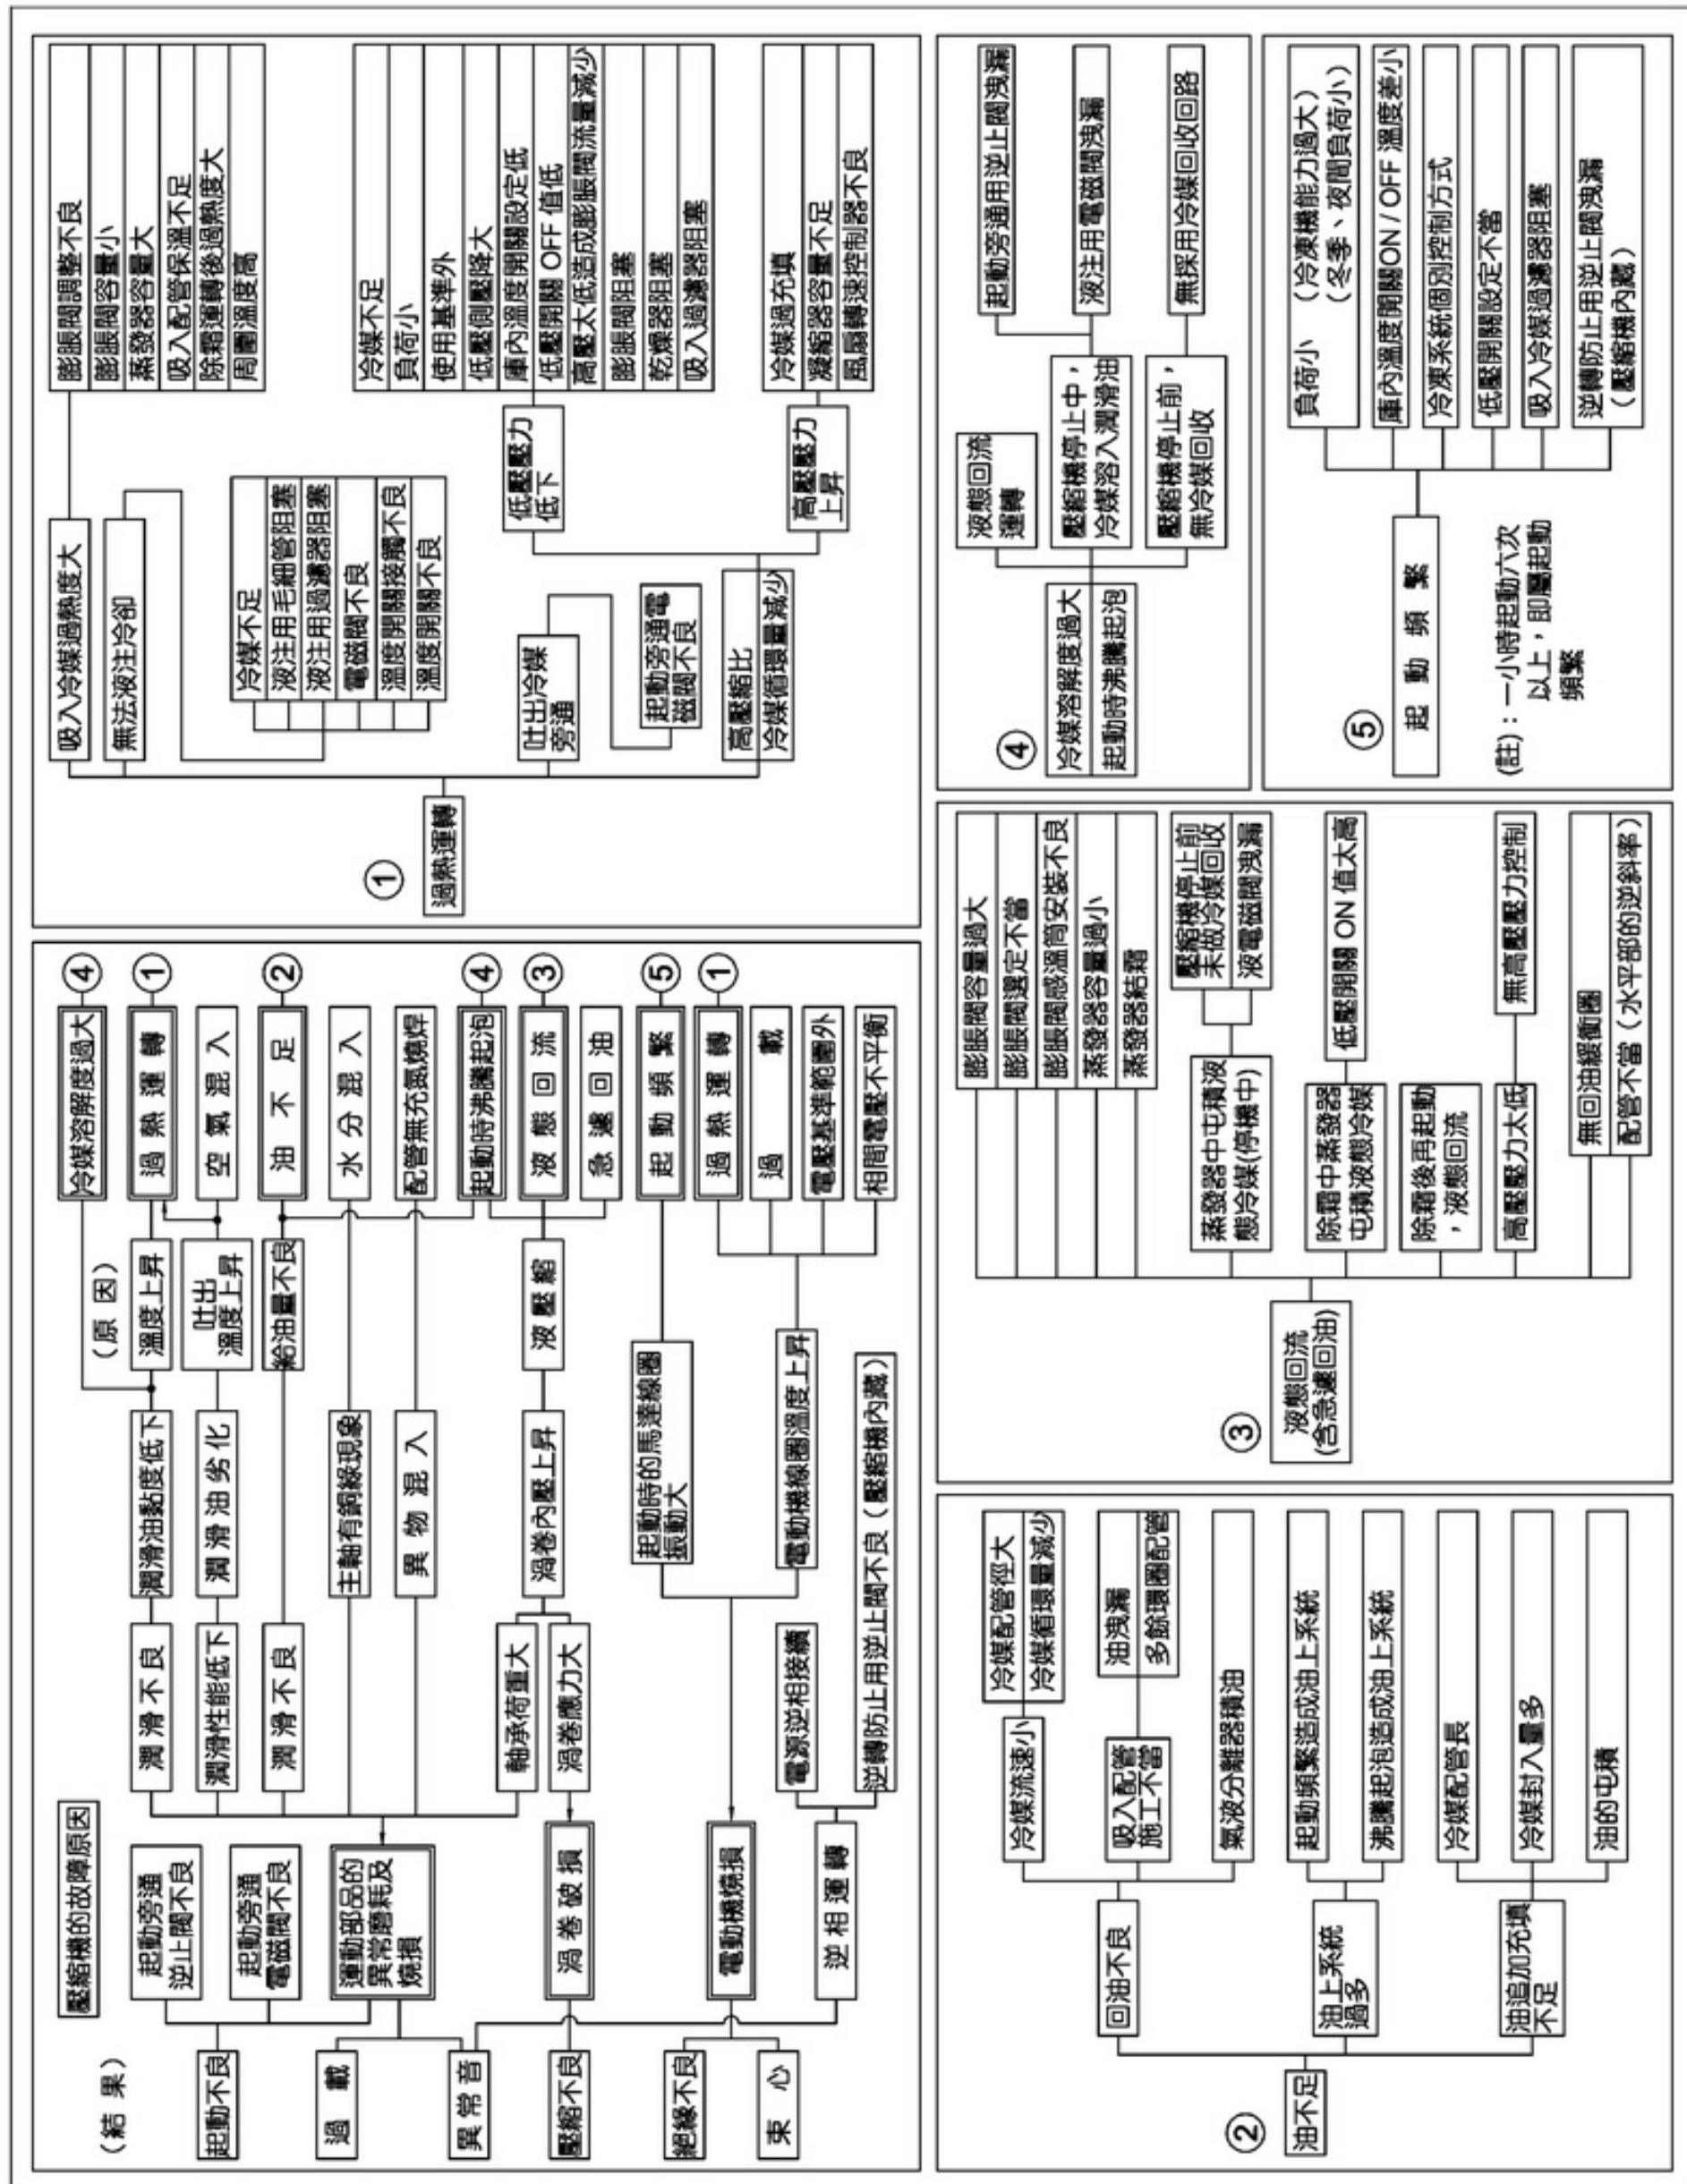 壓縮機的故障原因
（結 果）
（原 因）
起動不良
過 載
異 常 音
壓縮不良
絕緣不良
束 心
起動旁通
逆止閥不良
起動旁通
電磁閥不良
運動部品的
異常磨耗及
燒損
渦 卷 破 損
電動機燒損
逆 相 運 轉
潤 滑 不 良
潤滑性能低下
潤 滑 不 良
軸承荷重大
渦卷應力大
電源逆相接續
逆轉防止用逆止閥不良（壓縮機內藏）
潤滑油黏度低下
潤 滑 油 劣 化
主軸有銅綠現象
異 物 混 入
渦卷內壓上昇
起動時的馬達線圈
振動大
電動機線圈溫度上昇
溫度上昇
吐出
溫度上昇
給油量不良
液 壓 縮
冷媒溶解度過大
④
過 熱 運 轉
①
空 氣 混 入
油 不 足
②
水 分 混 入
配管無充氮燒焊
起動時沸騰起泡
④
液 態 回 流
③
急 遽 回 油
起 動 頻 繁
⑤
過 熱 運 轉
①
過 載
電壓基準範圍外
相間電壓不平衡
①
過熱運轉
吸入冷媒過熱度大
膨脹閥調整不良
膨脹閥容量小
蒸發器容量大
吸入配管保溫不足
除霜運轉後過熱度大
周圍溫度高
無法液注冷卻
冷媒不足
液注用毛細管阻塞
液注用過濾器阻塞
電磁閥不良
溫度開關接觸不良
溫度開關不良
吐出冷媒
旁通
起動旁通電
磁閥不良
高壓縮比
冷媒循環量減少
低壓壓力
低下
冷媒不足
負荷小
使用基準外
低壓側壓降大
庫內溫度開關設定低
低壓開關 OFF 值低
高壓太低造成膨脹閥流量減少
膨脹閥阻塞
乾燥器阻塞
吸入過濾器阻塞
高壓壓力
上昇
冷媒過充填
凝縮器容量不足
風扇轉速控制器不良
②
油不足
回油不良
冷媒流速小
冷媒配管徑大
冷媒循環量減少
吸入配管
施工不當
油洩漏
多餘環圈配管
氣液分離器積油
油上系統
過多
起動頻繁造成油上系統
沸騰起泡造成油上系統
油追加充填
不足
冷媒配管長
冷媒封入量多
油的屯積
③
液態回流
(含急遽回油)
膨脹閥容量過大
膨脹閥選定不當
膨脹閥感溫筒安裝不良
蒸發器容量過小
蒸發器結霜
蒸發器中屯積液
態冷媒(停機中)
壓縮機停止前
未做冷媒回收
液電磁閥洩漏
除霜中蒸發器
屯積液態冷媒
低壓開關 ON 值太高
除霜後再起動
，液態回流
高壓壓力太低
無高壓壓力控制
無回油緩衝圈
配管不當（水平部的逆斜率）
④
冷媒溶解度過大
起動時沸騰起泡
液態回流
運轉
壓縮機停止中，
冷媒溶入潤滑油
起動旁通用逆止閥洩漏
液注用電磁閥洩漏
壓縮機停止前，
無冷媒回收
無採用冷媒回收回路
⑤
起 動 頻 繁
負荷小 （冷凍機能力過大）
（冬季、夜間負荷小）
庫內溫度開關ON / OFF 溫度差小
冷凍系統個別控制方式
低壓開關設定不當
吸入冷媒過濾器阻塞
逆轉防止用逆止閥洩漏
（壓縮機內藏）
(註)：一小時起動六次
以上，即屬起動
頻繁